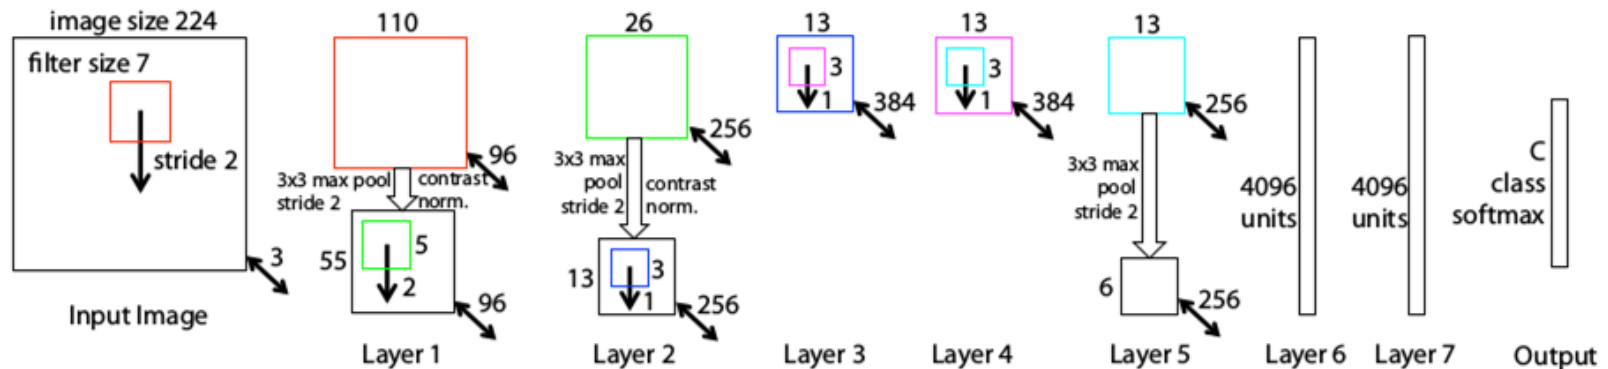 image size 224
filter size 7
stride 2
3
Input Image
110
96
3x3 max pool
stride 2
contrast
norm.
55
5
2
96
Layer 1
26
256
3x3 max
pool
stride 2
contrast
norm.
13
3
1
256
Layer 2
13
3
1
384
Layer 3
13
3
1
384
Layer 4
13
256
3x3 max
pool
stride 2
6
256
Layer 5
4096
units
Layer 6
4096
units
Layer 7
C
class
softmax
Output